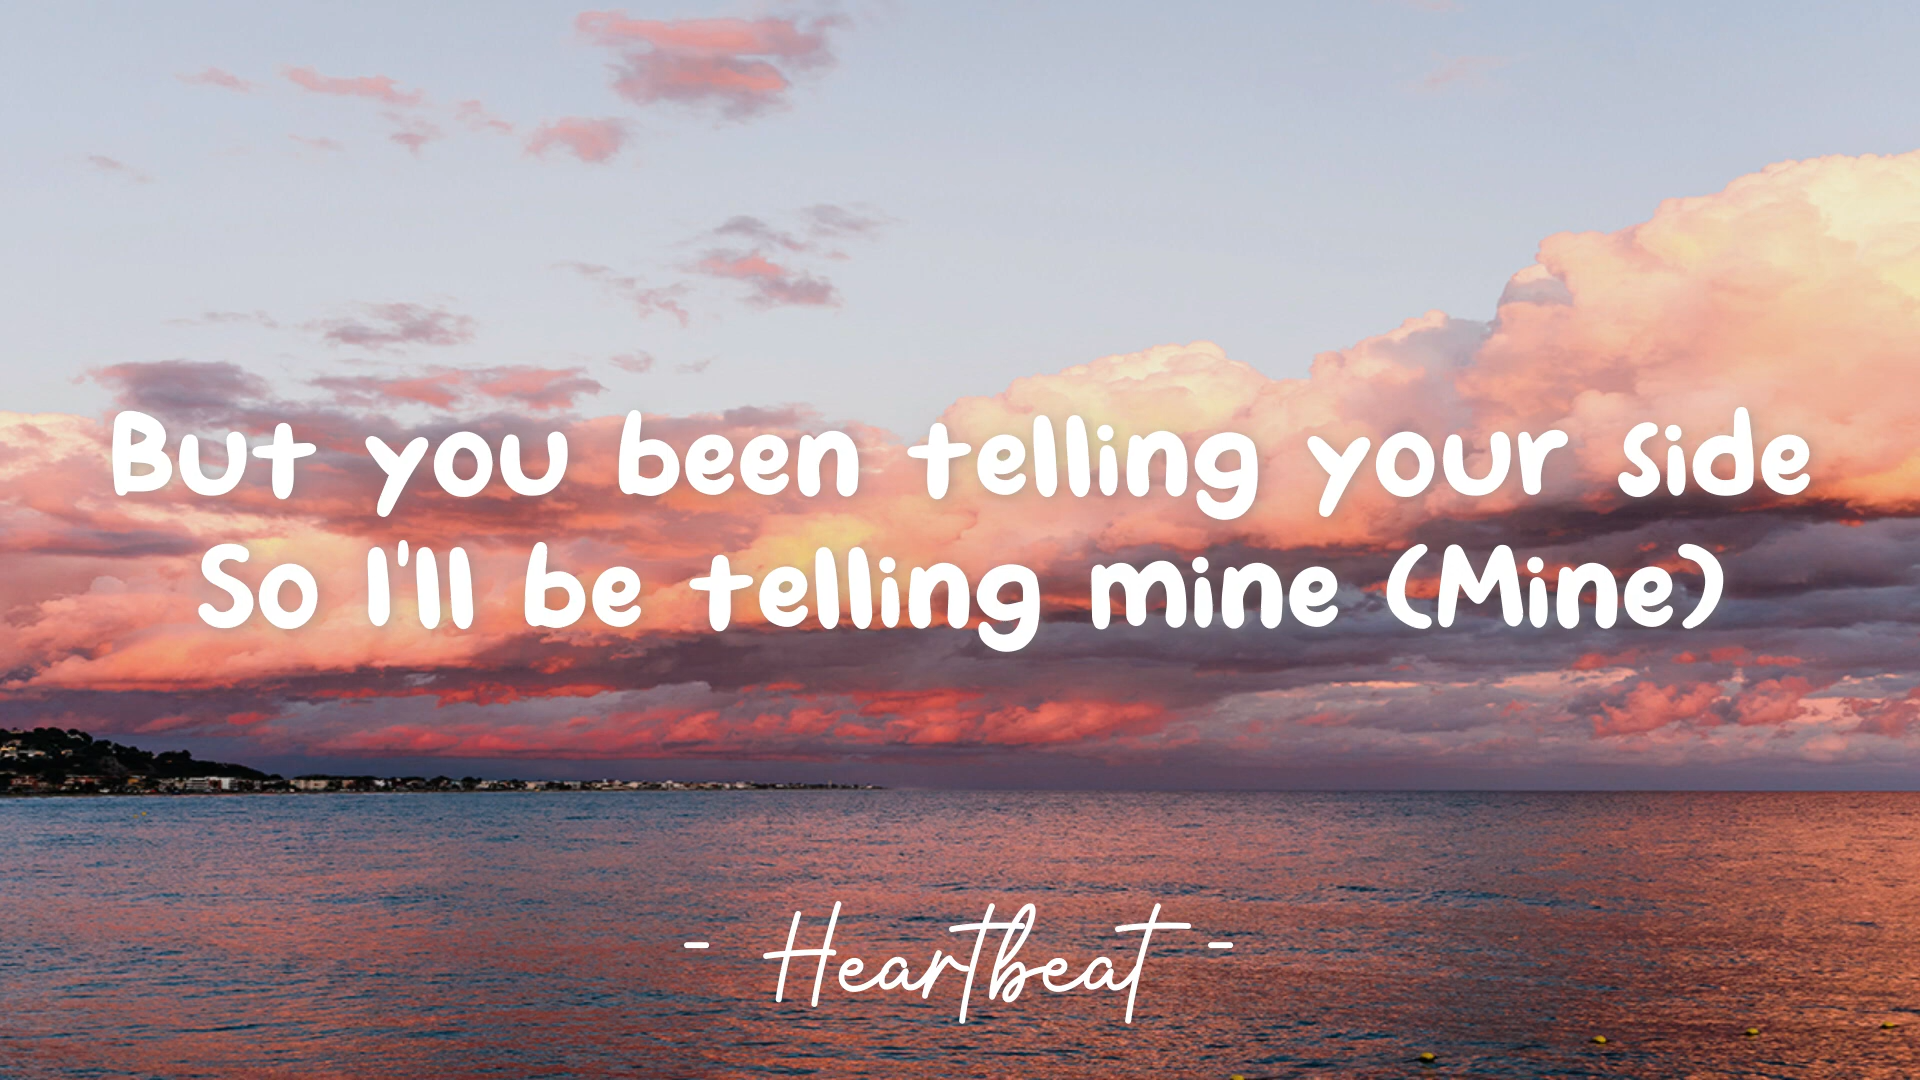 But you been telling your side
So I'll be telling mine (Mine)
- Heartbeat -